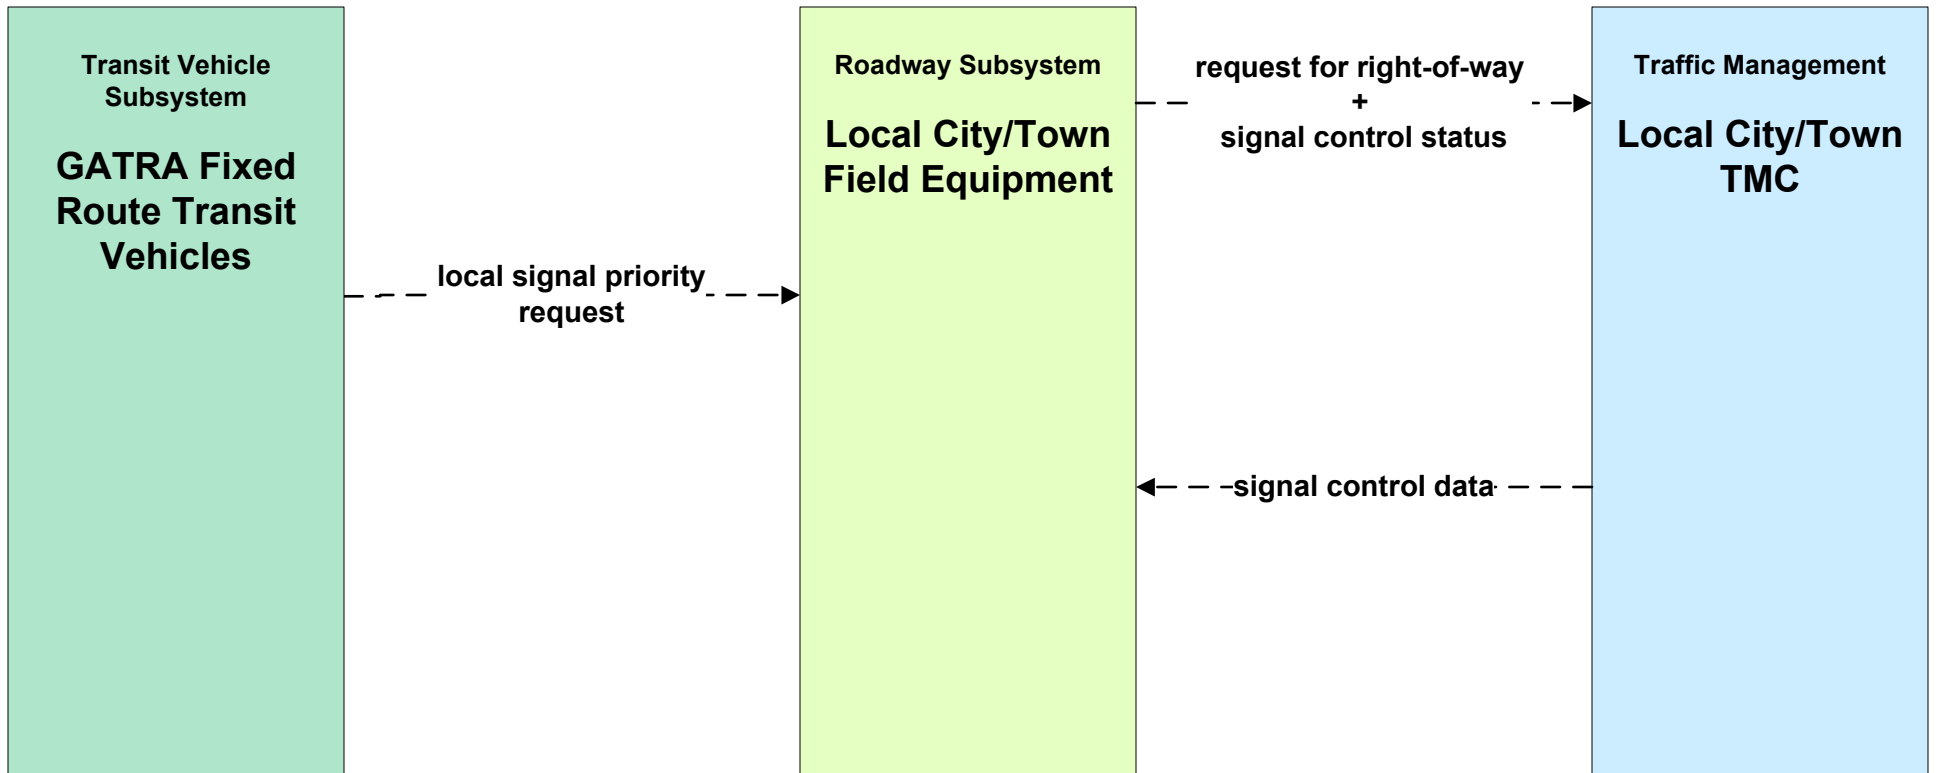 Transit Vehicle
Subsystem
GATRA Fixed
Route Transit
Vehicles
local signal priority
request
Roadway Subsystem
Local City/Town
Field Equipment
request for right-of-way
+
signal control status
signal control data
Traffic Management
Local City/Town
TMC